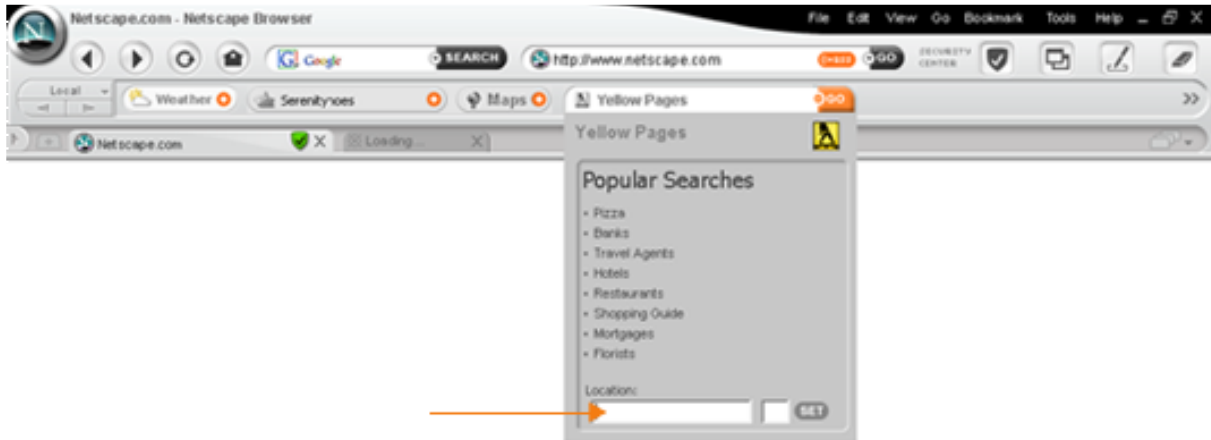 Netscape.com - Netscape Browser File Edit View Go Bookmark Tools Help
G Google SEARCH http://www.netscape.com GO SECURITY CENTER
Local Weather Serenityhoes Maps Yellow Pages GO
Netscape.com Loading... Yellow Pages
Popular Searches
Pizza
Banks
Travel Agents
Hotels
Restaurants
Shopping Guide
Mortgages
Florists
Location:
SET